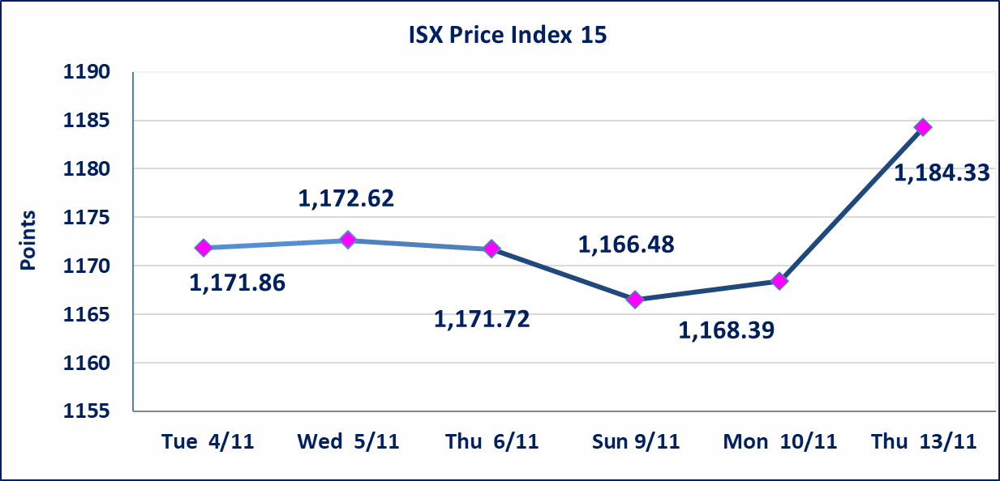 ISX Price Index 15
1190
1185
1180
1175
1170
1165
1160
1155
Points
1,171.86
1,172.62
1,171.72
1,166.48
1,168.39
1,184.33
Tue 4/11
Wed 5/11
Thu 6/11
Sun 9/11
Mon 10/11
Thu 13/11